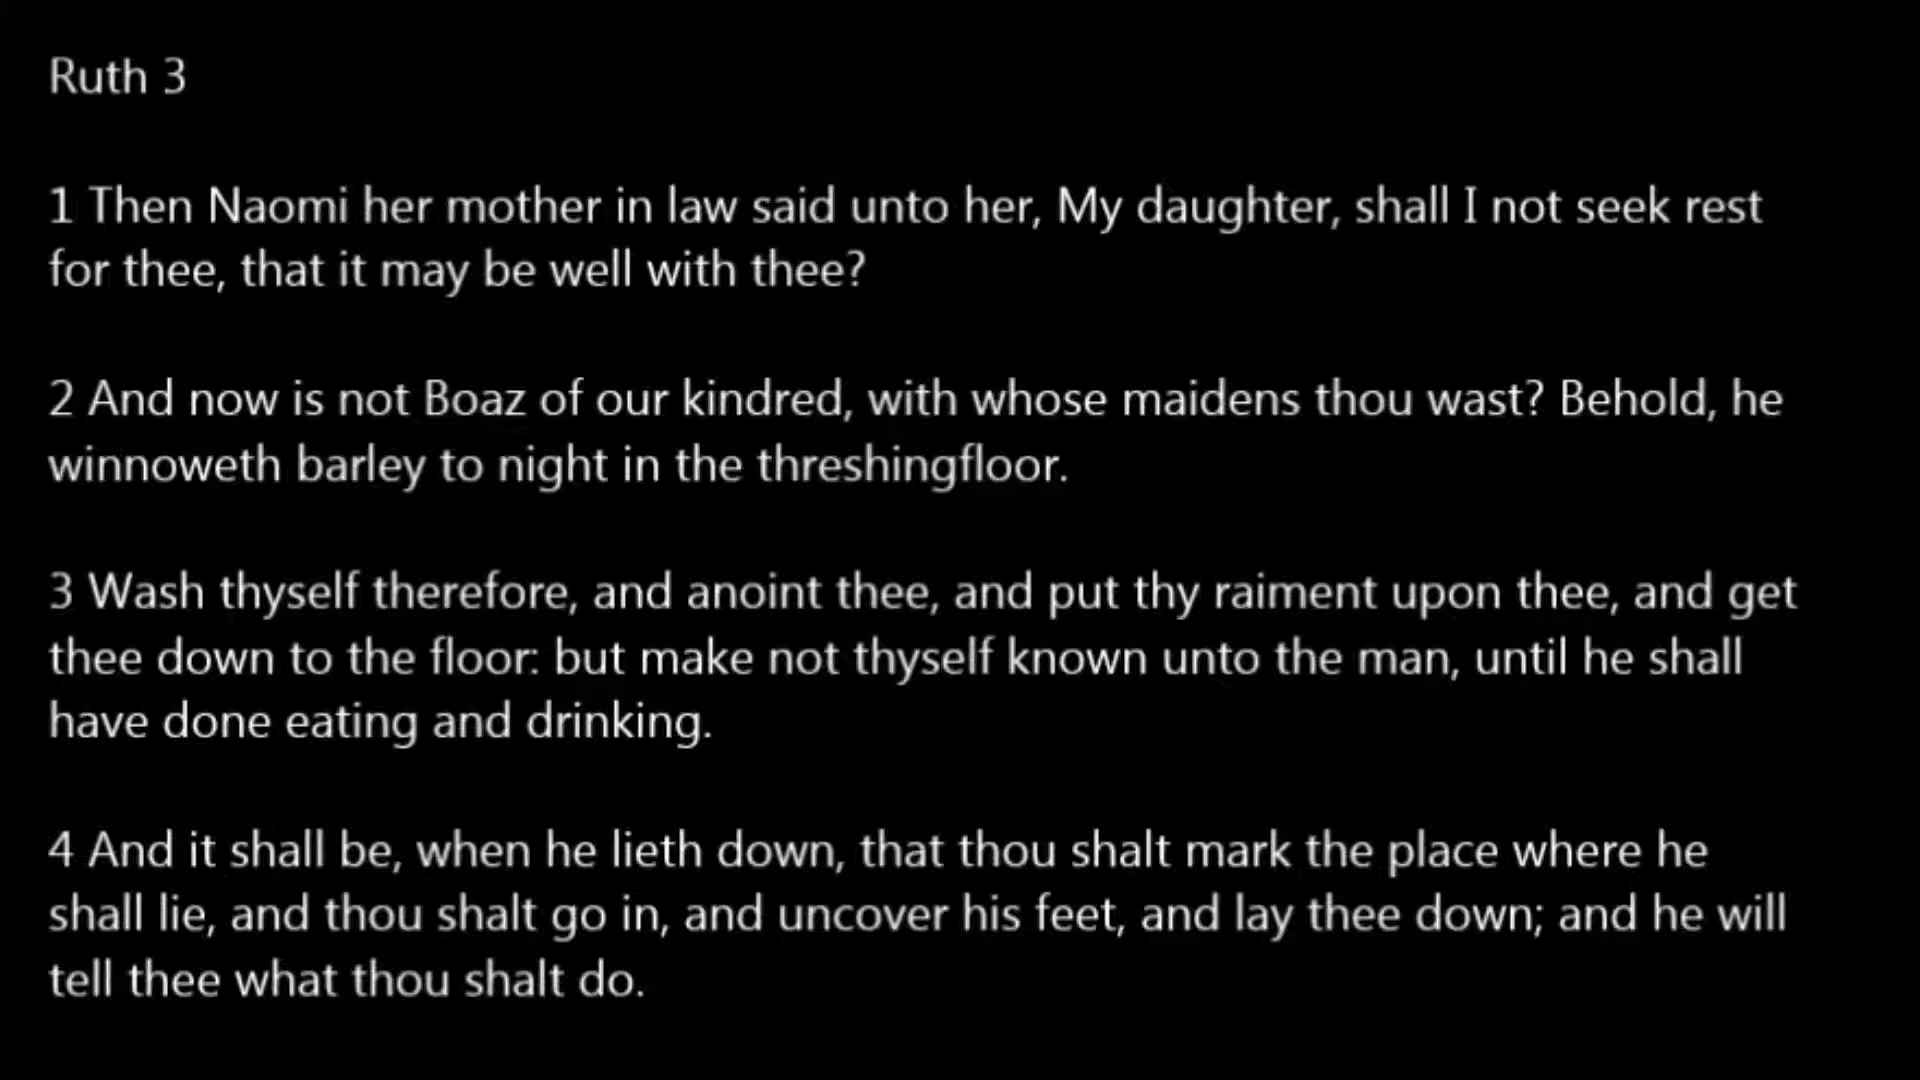 Ruth 3
1 Then Naomi her mother in law said unto her, My daughter, shall I not seek rest
for thee, that it may be well with thee?
2 And now is not Boaz of our kindred, with whose maidens thou wast? Behold, he
winnoweth barley to night in the threshingfloor.
3 Wash thyself therefore, and anoint thee, and put thy raiment upon thee, and get
thee down to the floor: but make not thyself known unto the man, until he shall
have done eating and drinking.
4 And it shall be, when he lieth down, that thou shalt mark the place where he
shall lie, and thou shalt go in, and uncover his feet, and lay thee down; and he will
tell thee what thou shalt do.